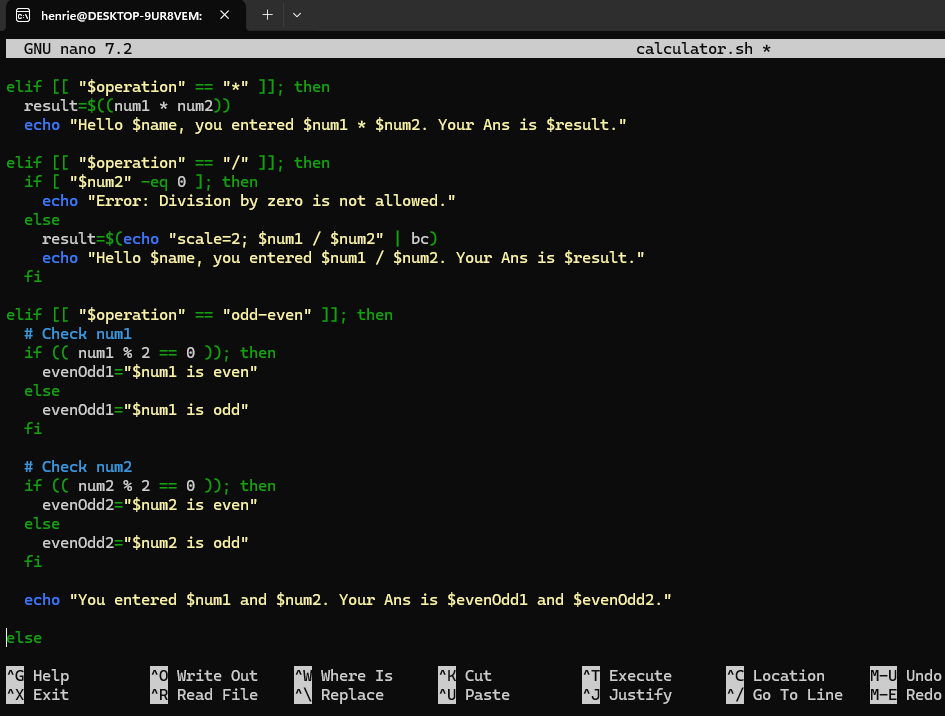 henrie@DESKTOP-9UR8VEM:
GNU nano 7.2 calculator.sh *
elif [[ "$operation" == "*" ]]; then
  result=$((num1 * num2))
  echo "Hello $name, you entered $num1 * $num2. Your Ans is $result."

elif [[ "$operation" == "/" ]]; then
  if [ "$num2" -eq 0 ]; then
    echo "Error: Division by zero is not allowed."
  else
    result=$(echo "scale=2; $num1 / $num2" | bc)
    echo "Hello $name, you entered $num1 / $num2. Your Ans is $result."
  fi

elif [[ "$operation" == "odd-even" ]]; then
  # Check num1
  if (( num1 % 2 == 0 )); then
    evenOdd1="$num1 is even"
  else
    evenOdd1="$num1 is odd"
  fi

  # Check num2
  if (( num2 % 2 == 0 )); then
    evenOdd2="$num2 is even"
  else
    evenOdd2="$num2 is odd"
  fi

  echo "You entered $num1 and $num2. Your Ans is $evenOdd1 and $evenOdd2."

else
^G Help ^O Write Out ^W Where Is ^K Cut ^T Execute ^C Location M-U Undo
^X Exit ^R Read File ^\ Replace ^U Paste ^J Justify ^/ Go To Line M-E Redo